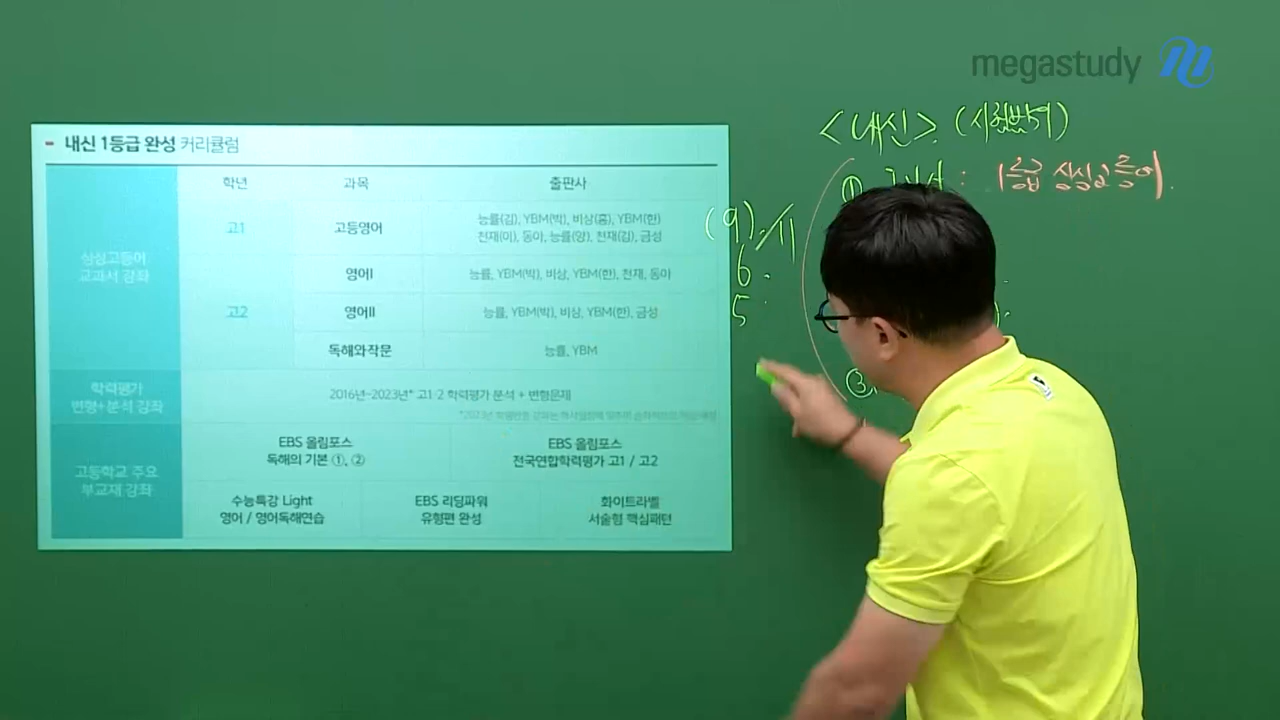 megastudy
- 내신 1등급 완성 커리큘럼
학년 과목 출판사
상상고등어
교과서 강좌
고1 고등영어
능률(김), YBM(박), 비상(홍), YBM(한)
천재(이), 동아, 능률(양), 천재(김), 금성
고2
영어I 능률, YBM(박), 비상, YBM(한), 천재, 동아
영어II 능률, YBM(박), 비상, YBM(한), 금성
독해와작문 능률, YBM
학력평가
변형+분석 강좌
2016년~2023년* 고1·2 학력평가 분석 + 변형문제
고등학교 주요
부교재 강좌
EBS 올림포스
독해의 기본 ①, ②
EBS 올림포스
전국연합학력평가 고1 / 고2
수능특강 Light
영어 / 영어독해연습
EBS 리딩파워
유형편 완성
화이트라벨
서술형 핵심패턴
<내신> (시험범위)
① : 1등급 상상고등어
(9)
6
5
③